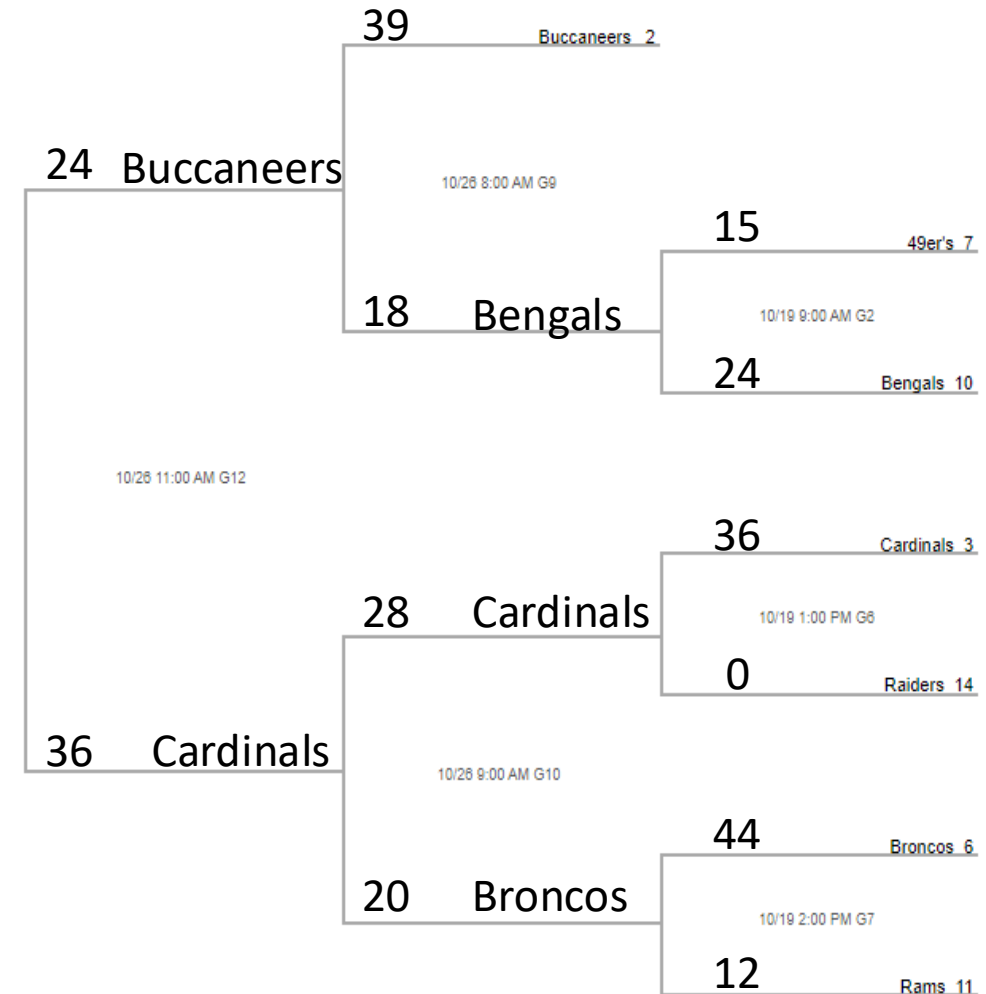 39 Buccaneers 2
24 Buccaneers
10/26 8:00 AM G9
15 49er's 7
18 Bengals
10/19 9:00 AM G2
24 Bengals 10
10/26 11:00 AM G12
36 Cardinals 3
28 Cardinals
10/19 1:00 PM G6
0 Raiders 14
36 Cardinals
10/26 9:00 AM G10
44 Broncos 6
20 Broncos
10/19 2:00 PM G7
12 Rams 11